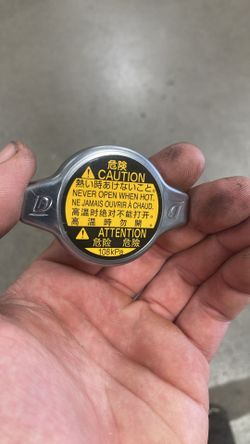 危険
CAUTION
熱い時あけないこと。
NEVER OPEN WHEN HOT.
NE JAMAIS OUVRIR À CHAUD.
高温时绝对不能打开。
高温時勿開。
ATTENTION
危险 危險
108kPa
D